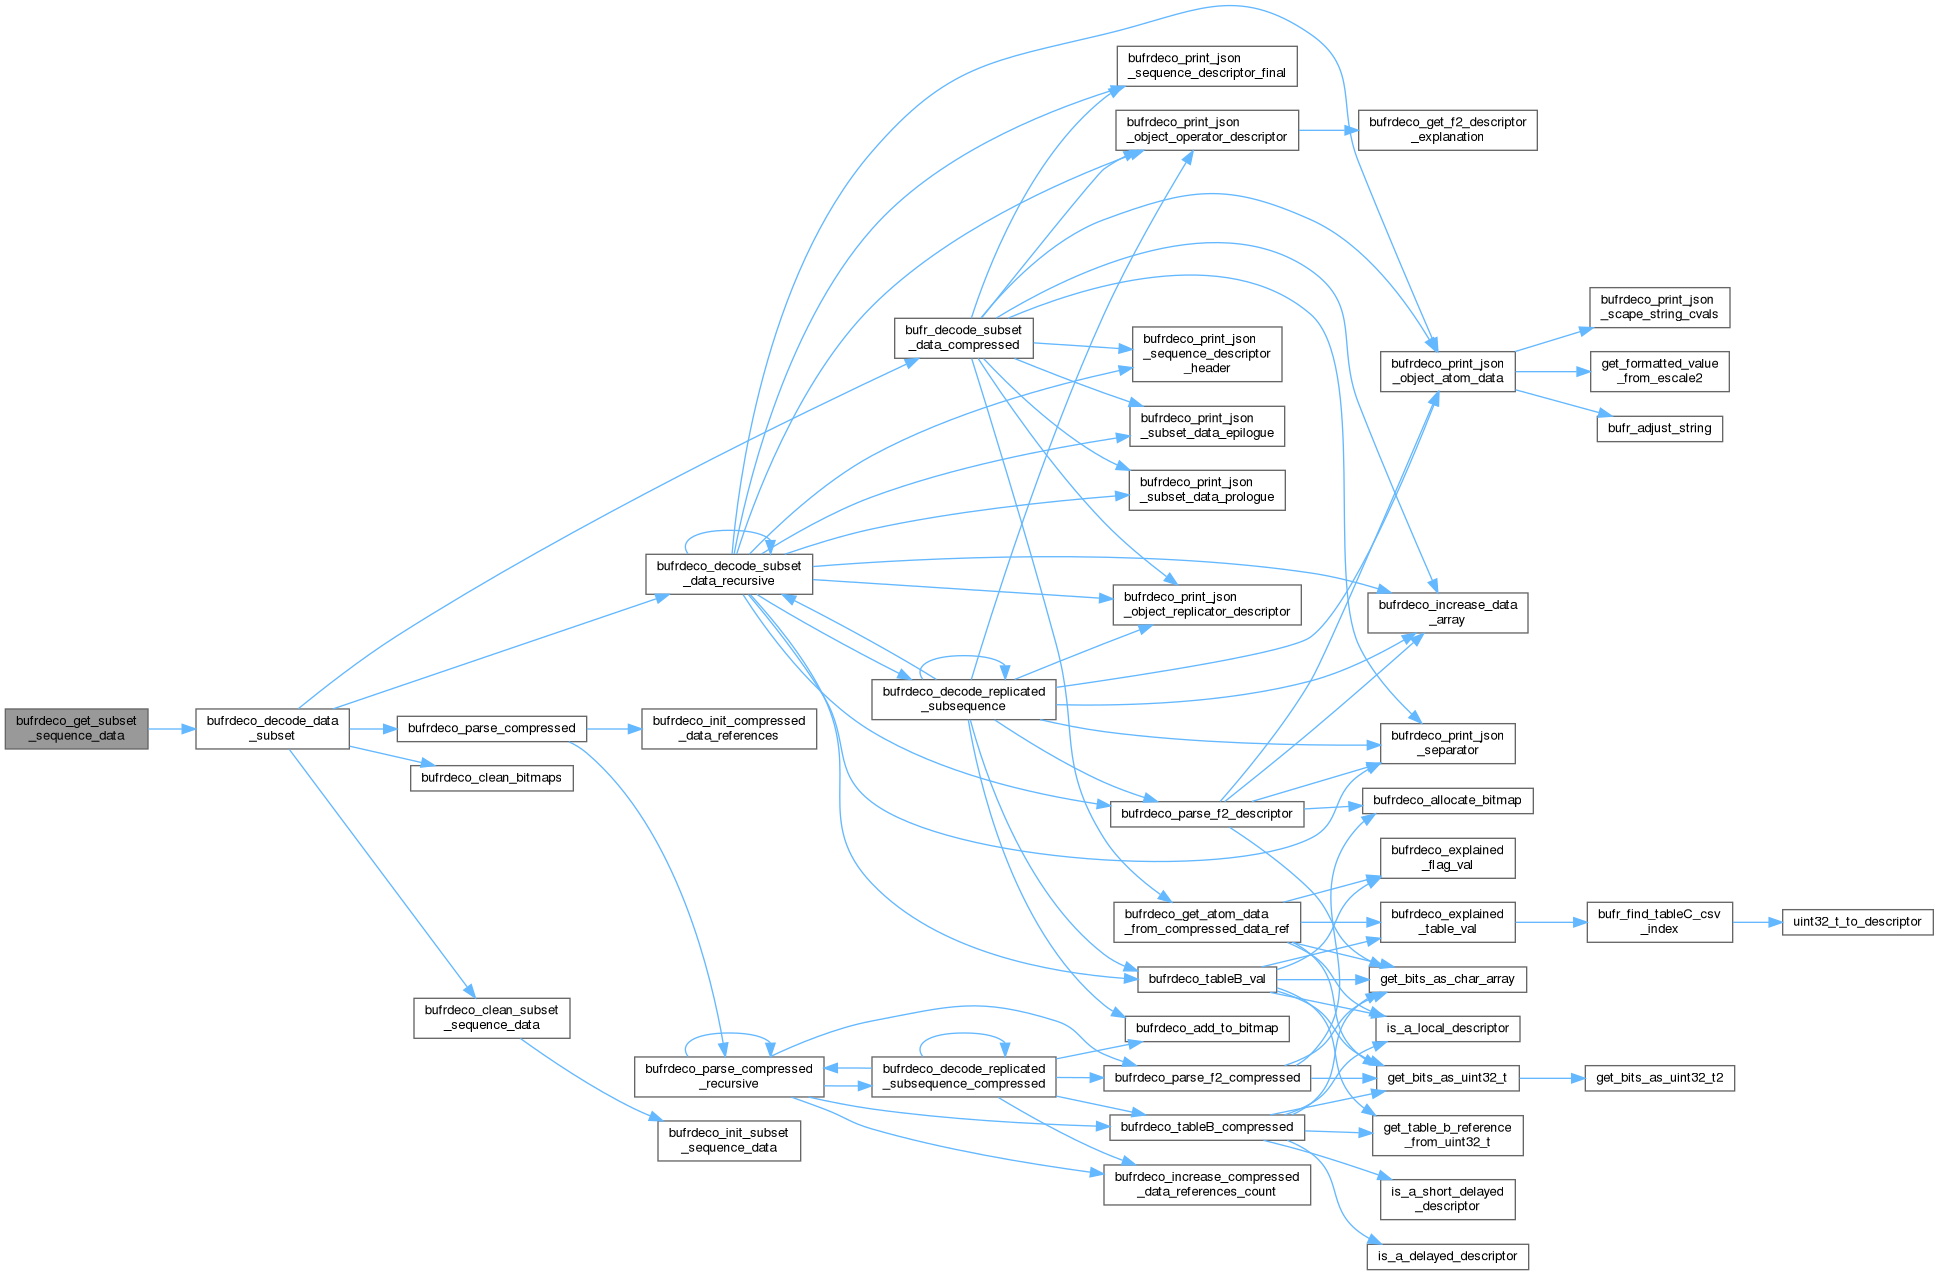 bufrdeco_get_subset
_sequence_data
bufrdeco_decode_data
_subset
bufrdeco_parse_compressed
bufrdeco_clean_bitmaps
bufrdeco_clean_subset
_sequence_data
bufrdeco_decode_subset
_data_recursive
bufrdeco_init_compressed
_data_references
bufrdeco_parse_compressed
_recursive
bufrdeco_init_subset
_sequence_data
bufr_decode_subset
_data_compressed
bufrdeco_decode_replicated
_subsequence
bufrdeco_decode_replicated
_subsequence_compressed
bufrdeco_print_json
_sequence_descriptor_final
bufrdeco_print_json
_object_operator_descriptor
bufrdeco_print_json
_sequence_descriptor
_header
bufrdeco_print_json
_subset_data_epilogue
bufrdeco_print_json
_subset_data_prologue
bufrdeco_print_json
_object_replicator_descriptor
bufrdeco_parse_f2_descriptor
bufrdeco_get_atom_data
_from_compressed_data_ref
bufrdeco_tableB_val
bufrdeco_add_to_bitmap
bufrdeco_parse_f2_compressed
bufrdeco_tableB_compressed
bufrdeco_increase_compressed
_data_references_count
bufrdeco_get_f2_descriptor
_explanation
bufrdeco_print_json
_object_atom_data
bufrdeco_increase_data
_array
bufrdeco_print_json
_separator
bufrdeco_allocate_bitmap
bufrdeco_explained
_flag_val
bufrdeco_explained
_table_val
get_bits_as_char_array
is_a_local_descriptor
get_bits_as_uint32_t
get_table_b_reference
_from_uint32_t
is_a_short_delayed
_descriptor
is_a_delayed_descriptor
bufrdeco_print_json
_scape_string_cvals
get_formatted_value
_from_escale2
bufr_adjust_string
bufr_find_tableC_csv
_index
get_bits_as_uint32_t2
uint32_t_to_descriptor